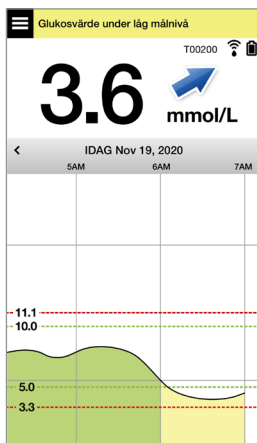 Glukosvärde under låg målnivå
T00200
3.6
mmol/L
IDAG Nov 19, 2020
5AM 6AM 7AM
11.1
10.0
5.0
3.3